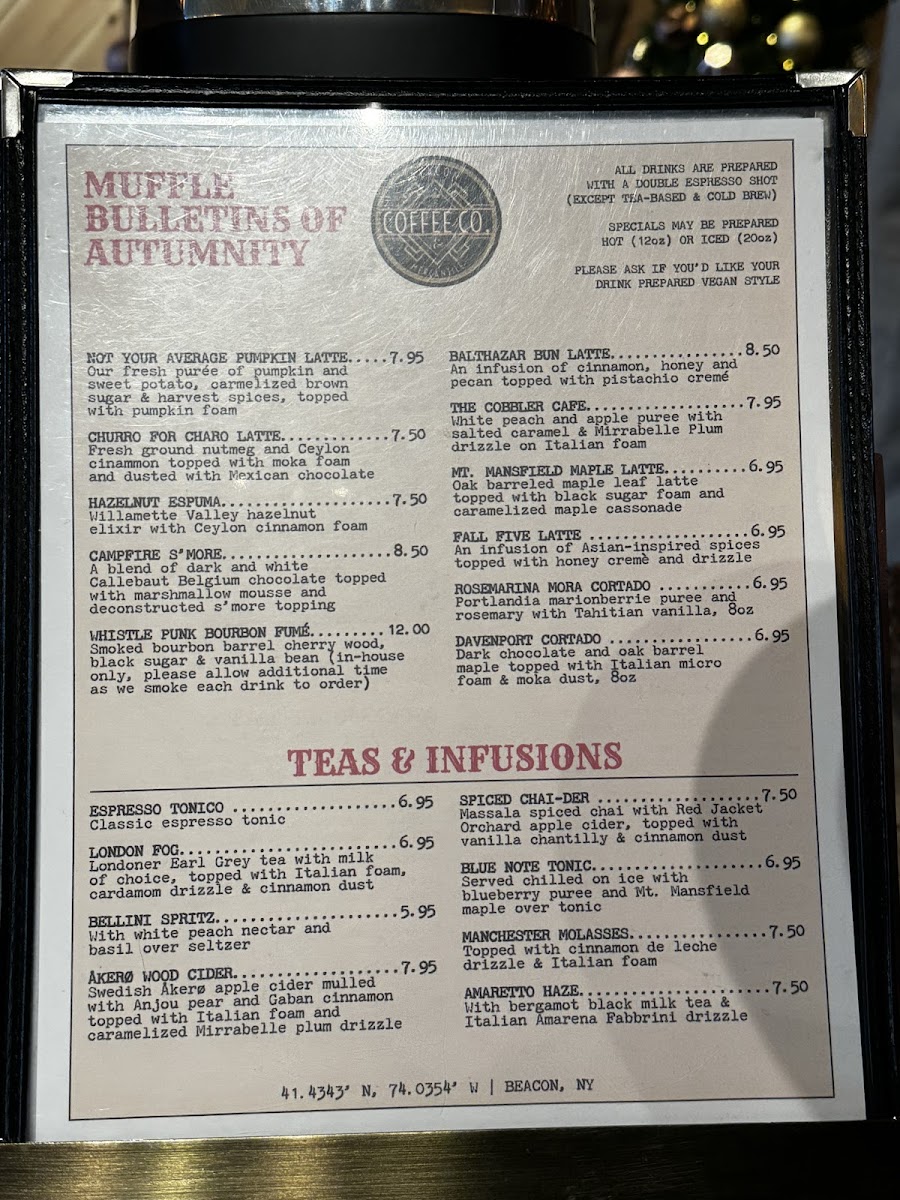 MUFFLE
BULLETINS OF
AUTUMNITY
COFFEE CO.
MERCANTILE
ALL DRINKS ARE PREPARED
WITH A DOUBLE ESPRESSO SHOT
(EXCEPT TEA-BASED & COLD BREW)
SPECIALS MAY BE PREPARED
HOT (12oz) OR ICED (20oz)
PLEASE ASK IF YOU'D LIKE YOUR
DRINK PREPARED VEGAN STYLE
NOT YOUR AVERAGE PUMPKIN LATTE.....7.95
Our fresh purée of pumpkin and
sweet potato, carmelized brown
sugar & harvest spices, topped
with pumpkin foam
CHURRO FOR CHARO LATTE............7.50
Fresh ground nutmeg and Ceylon
cinammon topped with moka foam
and dusted with Mexican chocolate
HAZELNUT ESPUMA...................7.50
Willamette Valley hazelnut
elixir with Ceylon cinnamon foam
CAMPFIRE S'MORE...................8.50
A blend of dark and white
Callebaut Belgium chocolate topped
with marshmallow mousse and
deconstructed s'more topping
WHISTLE PUNK BOURBON FUMÉ........12.00
Smoked bourbon barrel cherry wood,
black sugar & vanilla bean (in-house
only, please allow additional time
as we smoke each drink to order)
BALTHAZAR BUN LATTE................8.50
An infusion of cinnamon, honey and
pecan topped with pistachio cremé
THE COBBLER CAFE..................7.95
White peach and apple puree with
salted caramel & Mirrabelle Plum
drizzle on Italian foam
MT. MANSFIELD MAPLE LATTE..........6.95
Oak barreled maple leaf latte
topped with black sugar foam and
caramelized maple cassonade
FALL FIVE LATTE ...................6.95
An infusion of Asian-inspired spices
topped with honey cremè and drizzle
ROSEMARINA MORA CORTADO ...........6.95
Portlandia marionberrie puree and
rosemary with Tahitian vanilla, 8oz
DAVENPORT CORTADO .................6.95
Dark chocolate and oak barrel
maple topped with Italian micro
foam & moka dust, 8oz
TEAS & INFUSIONS
ESPRESSO TONICO ...................6.95
Classic espresso tonic
LONDON FOG........................6.95
Londoner Earl Grey tea with milk
of choice, topped with Italian foam,
cardamom drizzle & cinnamon dust
BELLINI SPRITZ....................5.95
With white peach nectar and
basil over seltzer
ÅKERØ WOOD CIDER..................7.95
Swedish Åkerø apple cider mulled
with Anjou pear and Gaban cinnamon
topped with Italian foam and
caramelized Mirrabelle plum drizzle
SPICED CHAI-DER ...................7.50
Massala spiced chai with Red Jacket
Orchard apple cider, topped with
vanilla chantilly & cinnamon dust
BLUE NOTE TONIC...................6.95
Served chilled on ice with
blueberry puree and Mt. Mansfield
maple over tonic
MANCHESTER MOLASSES...............7.50
Topped with cinnamon de leche
drizzle & Italian foam
AMARETTO HAZE.....................7.50
With bergamot black milk tea &
Italian Amarena Fabbrini drizzle
41.4343' N, 74.0354' W | BEACON, NY